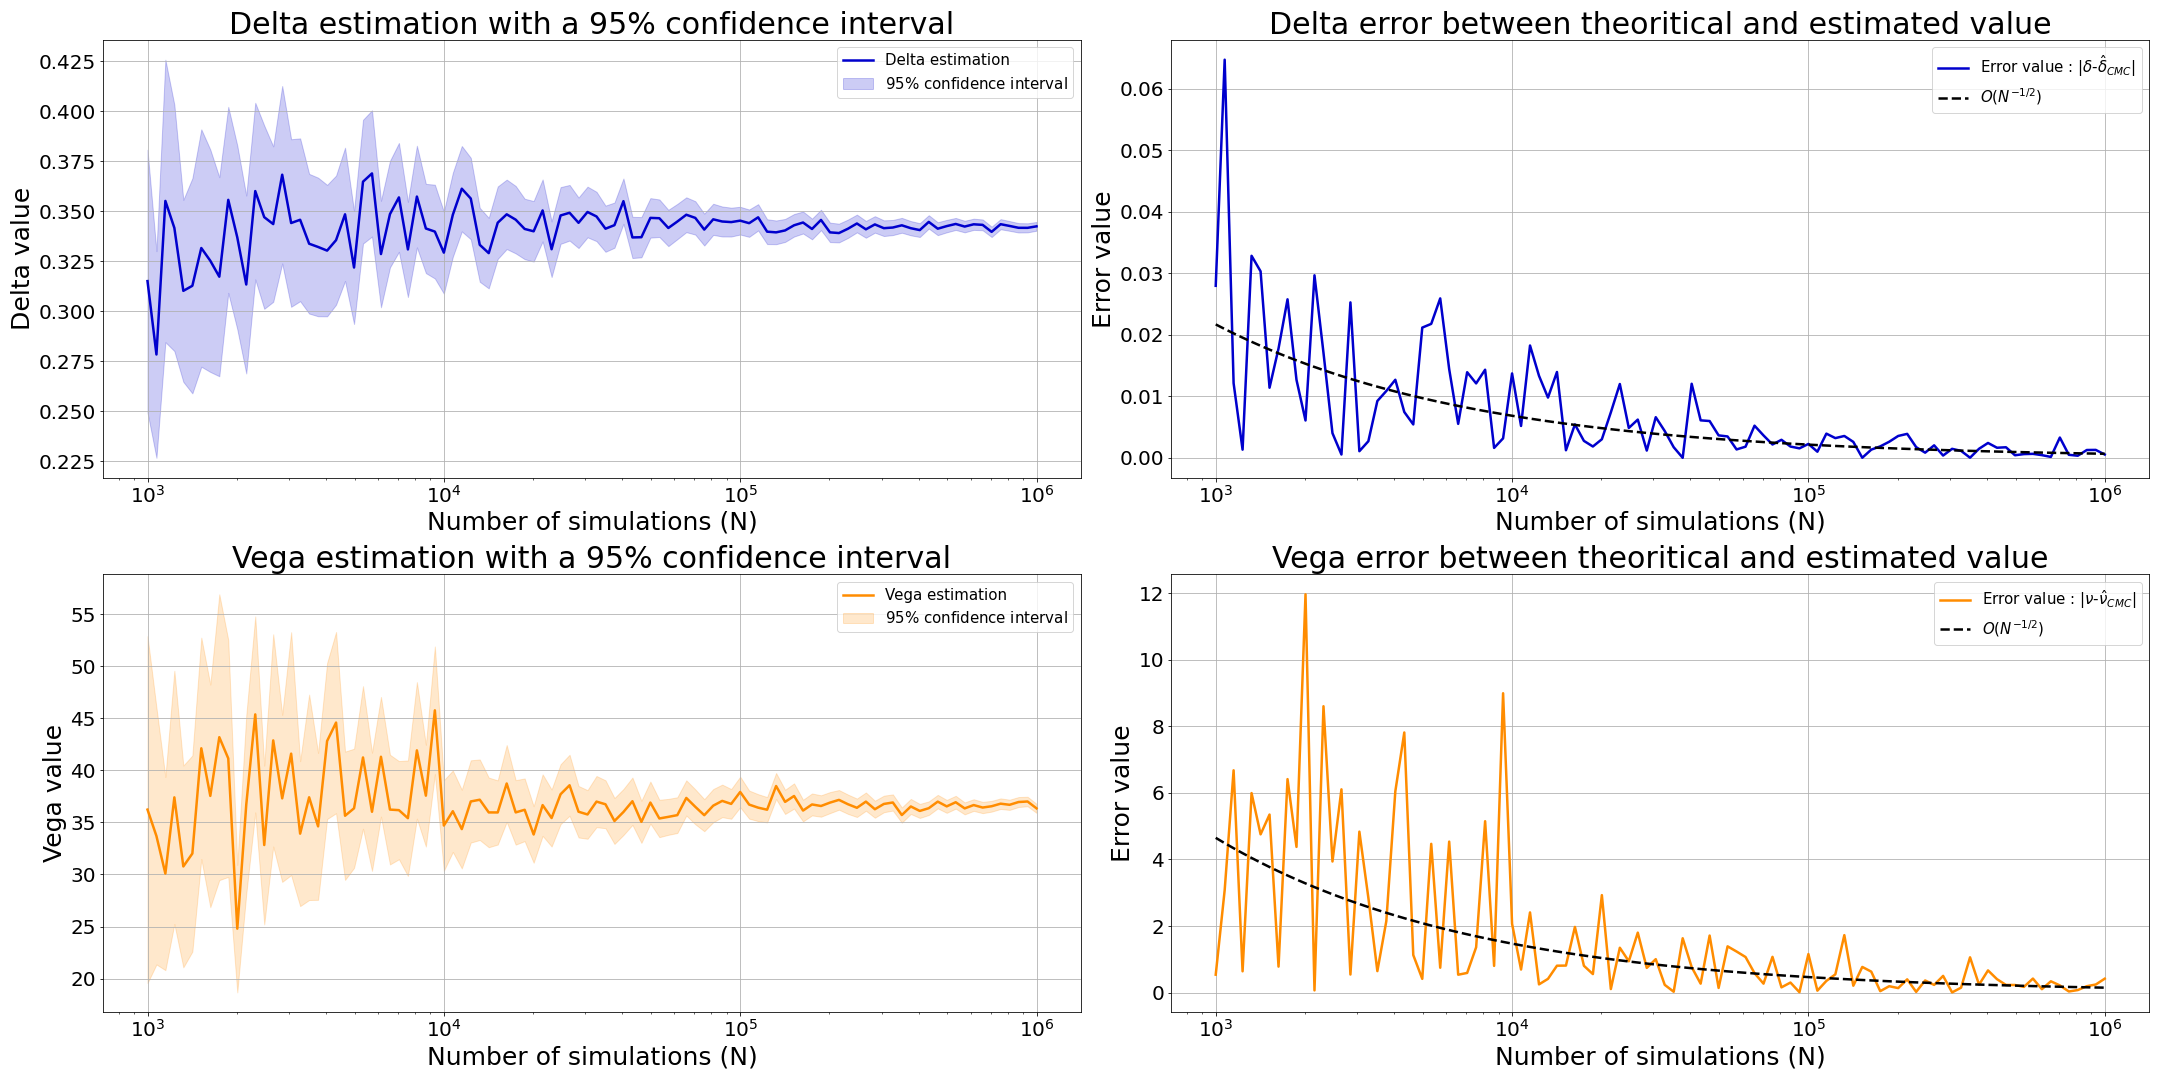 Delta estimation with a 95% confidence interval
Delta estimation
95% confidence interval
Delta value
0.425
0.400
0.375
0.350
0.325
0.300
0.275
0.250
0.225
10³
10⁴
10⁵
10⁶
Number of simulations (N)
Delta error between theoritical and estimated value
Error value : |δ-δ̂_CMC|
O(N⁻¹/²)
Error value
0.06
0.05
0.04
0.03
0.02
0.01
0.00
10³
10⁴
10⁵
10⁶
Number of simulations (N)
Vega estimation with a 95% confidence interval
Vega estimation
95% confidence interval
Vega value
55
50
45
40
35
30
25
20
10³
10⁴
10⁵
10⁶
Number of simulations (N)
Vega error between theoritical and estimated value
Error value : |ν-ν̂_CMC|
O(N⁻¹/²)
Error value
12
10
8
6
4
2
0
10³
10⁴
10⁵
10⁶
Number of simulations (N)